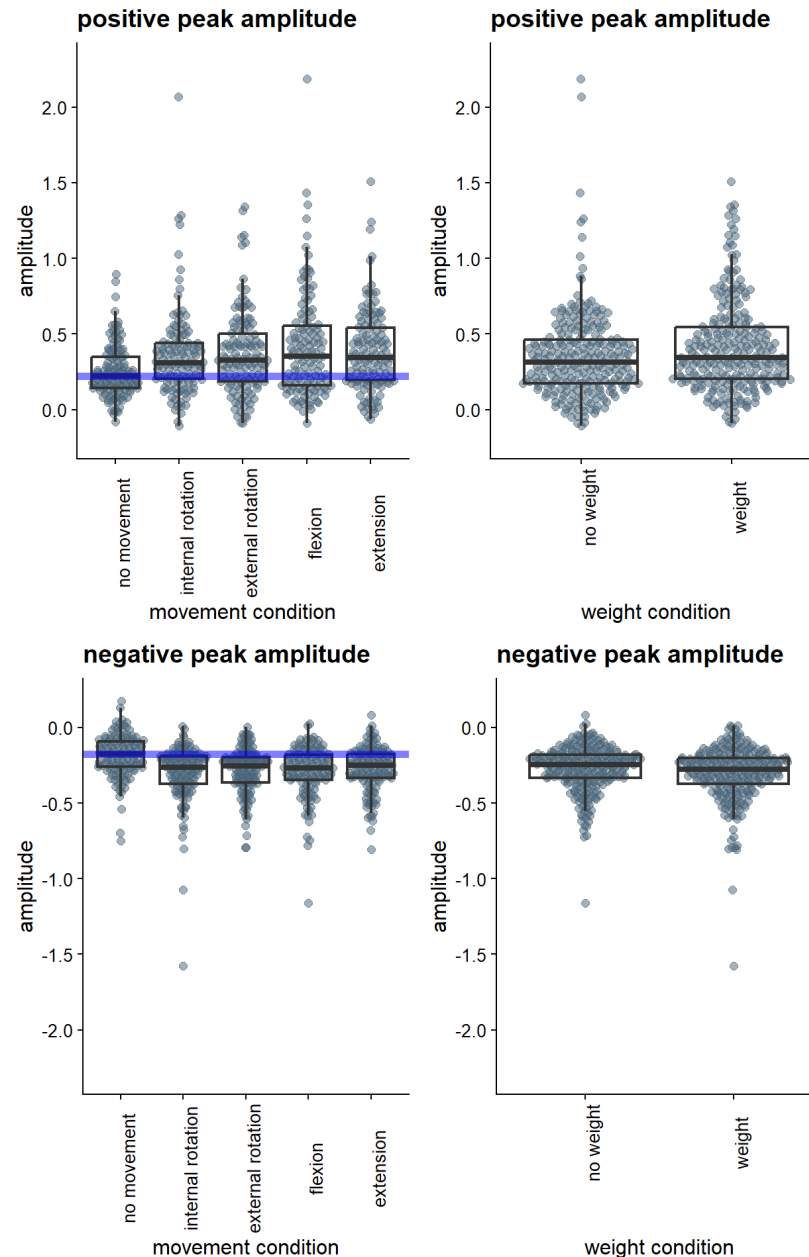 positive peak amplitude
amplitude
2.0
1.5
1.0
0.5
0.0
no movement
internal rotation
external rotation
flexion
extension
movement condition
positive peak amplitude
amplitude
2.0
1.5
1.0
0.5
0.0
no weight
weight
weight condition
negative peak amplitude
amplitude
0.0
-0.5
-1.0
-1.5
-2.0
no movement
internal rotation
external rotation
flexion
extension
movement condition
negative peak amplitude
amplitude
0.0
-0.5
-1.0
-1.5
-2.0
no weight
weight
weight condition